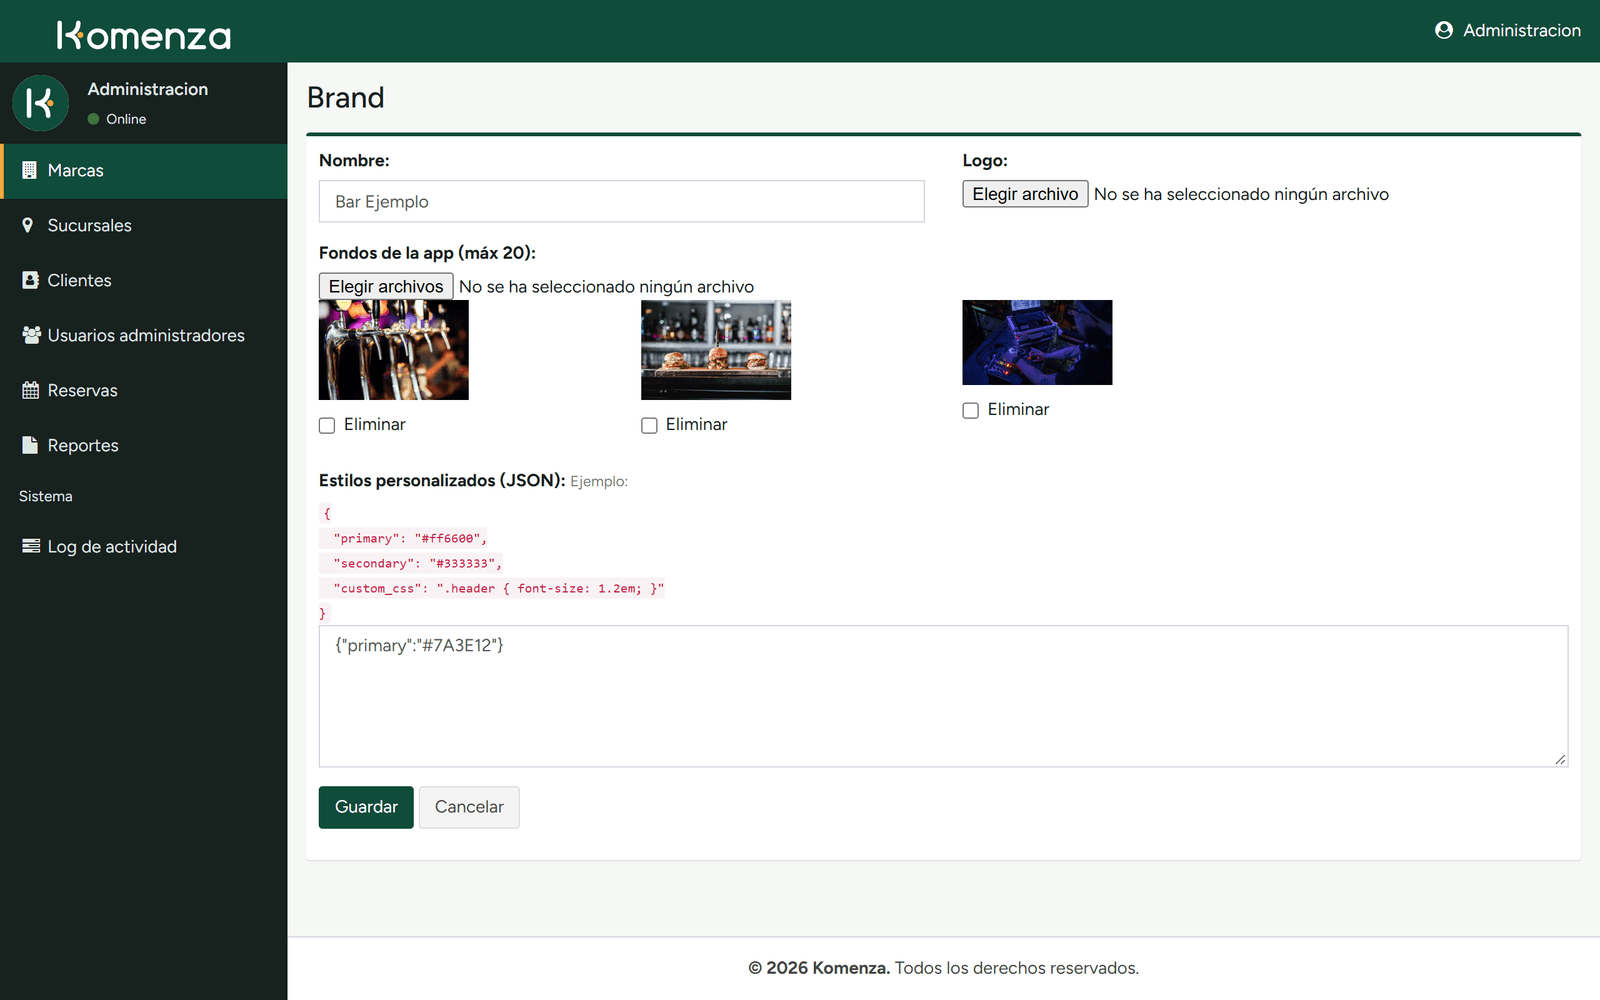 Komenza
Administracion
Administracion
Online
Marcas
Sucursales
Clientes
Usuarios administradores
Reservas
Reportes
Sistema
Log de actividad
Brand
Nombre:
Bar Ejemplo
Logo:
Elegir archivo No se ha seleccionado ningún archivo
Fondos de la app (máx 20):
Elegir archivos No se ha seleccionado ningún archivo
Eliminar
Eliminar
Eliminar
Estilos personalizados (JSON): Ejemplo:
{
"primary": "#ff6600",
"secondary": "#333333",
"custom_css": ".header { font-size: 1.2em; }"
}
{"primary":"#7A3E12"}
Guardar
Cancelar
© 2026 Komenza. Todos los derechos reservados.